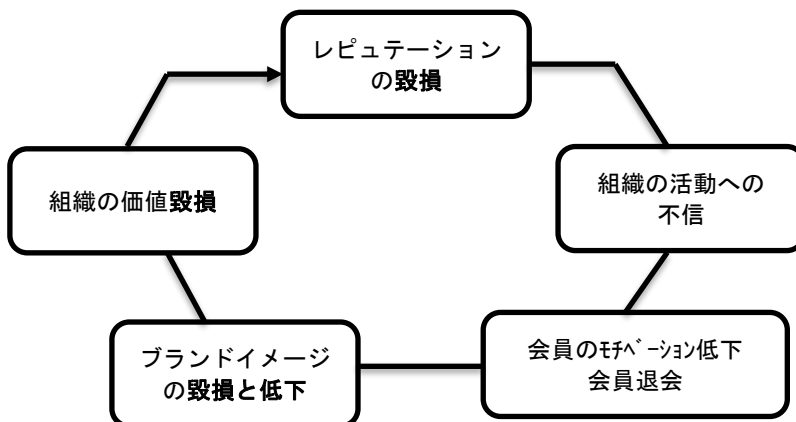 レピュテーション
の毀損
組織の活動への
不信
会員のﾓﾁﾍﾞｰｼｮﾝ低下
会員退会
ブランドイメージ
の毀損と低下
組織の価値毀損